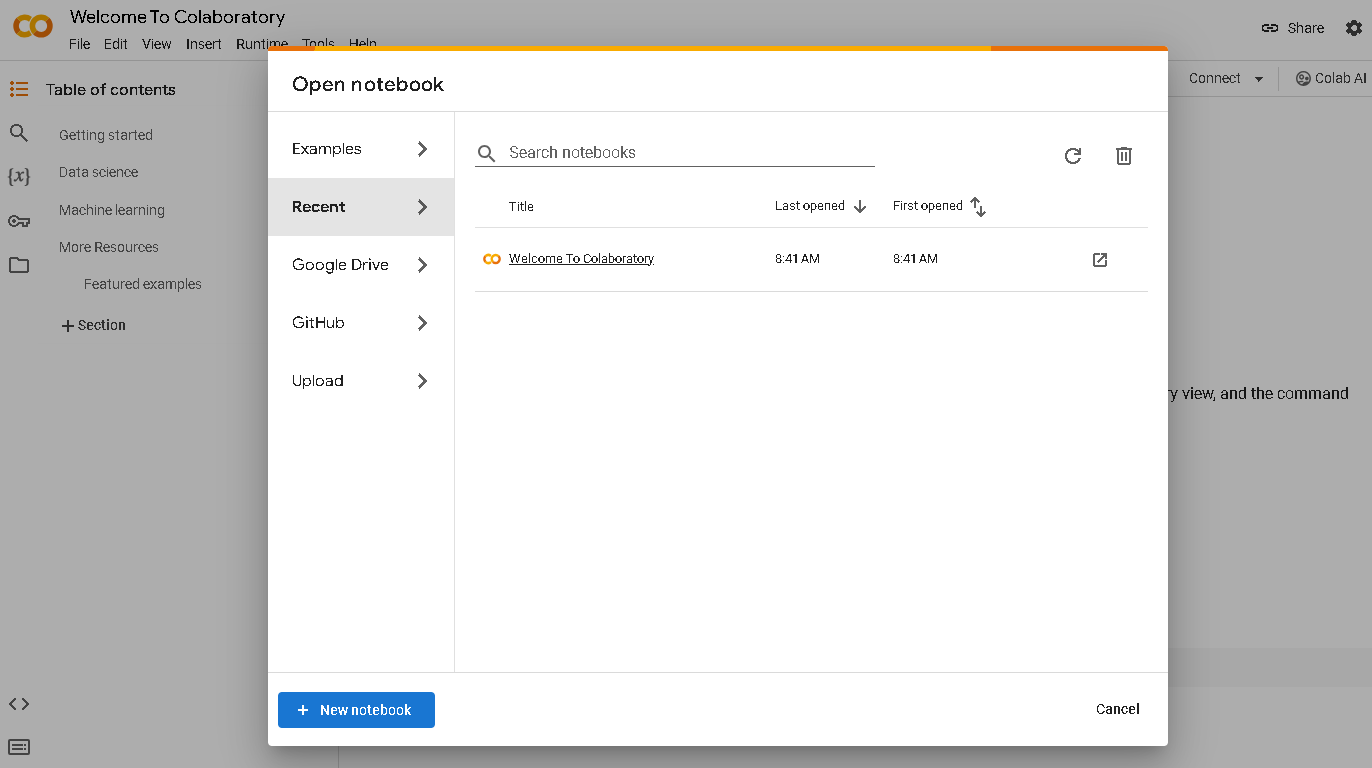 Welcome To Colaboratory
File Edit View Insert Runtime Tools Help
Share
Table of contents
Connect
Colab AI
Getting started
Data science
Machine learning
More Resources
Featured examples
Section
Open notebook
Examples
Recent
Google Drive
GitHub
Upload
Search notebooks
Title Last opened First opened
Welcome To Colaboratory 8:41 AM 8:41 AM
view, and the command
New notebook
Cancel